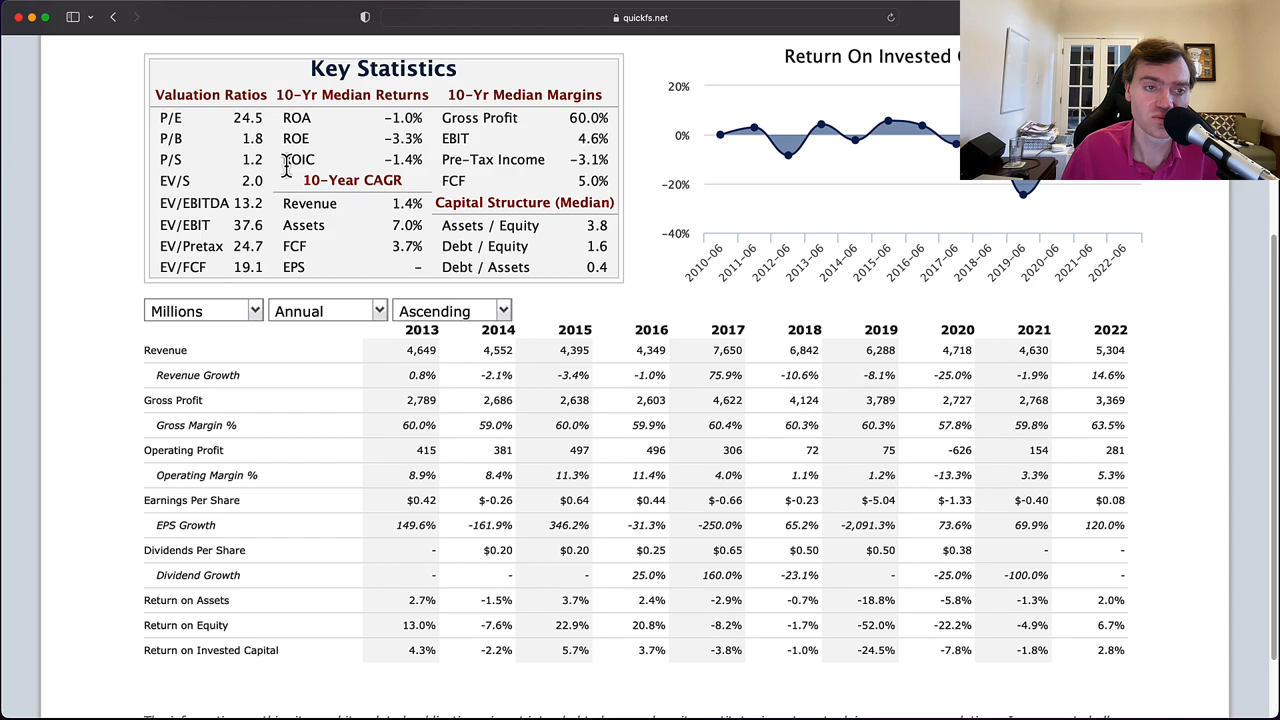 quickfs.net
Key Statistics
Valuation Ratios 10-Yr Median Returns 10-Yr Median Margins
P/E 24.5 ROA -1.0% Gross Profit 60.0%
P/B 1.8 ROE -3.3% EBIT 4.6%
P/S 1.2 ROIC -1.4% Pre-Tax Income -3.1%
EV/S 2.0 10-Year CAGR FCF 5.0%
EV/EBITDA 13.2 Revenue 1.4% Capital Structure (Median)
EV/EBIT 37.6 Assets 7.0% Assets / Equity 3.8
EV/Pretax 24.7 FCF 3.7% Debt / Equity 1.6
EV/FCF 19.1 EPS - Debt / Assets 0.4
Return On Invested
20%
0%
-20%
-40%
2010-06 2011-06 2012-06 2013-06 2014-06 2015-06 2016-06 2017-06 2018-06 2019-06 2020-06 2021-06 2022-06
Millions Annual Ascending
2013 2014 2015 2016 2017 2018 2019 2020 2021 2022
Revenue 4,649 4,552 4,395 4,349 7,650 6,842 6,288 4,718 4,630 5,304
Revenue Growth 0.8% -2.1% -3.4% -1.0% 75.9% -10.6% -8.1% -25.0% -1.9% 14.6%
Gross Profit 2,789 2,686 2,638 2,603 4,622 4,124 3,789 2,727 2,768 3,369
Gross Margin % 60.0% 59.0% 60.0% 59.9% 60.4% 60.3% 60.3% 57.8% 59.8% 63.5%
Operating Profit 415 381 497 496 306 72 75 -626 154 281
Operating Margin % 8.9% 8.4% 11.3% 11.4% 4.0% 1.1% 1.2% -13.3% 3.3% 5.3%
Earnings Per Share $0.42 $-0.26 $0.64 $0.44 $-0.66 $-0.23 $-5.04 $-1.33 $-0.40 $0.08
EPS Growth 149.6% -161.9% 346.2% -31.3% -250.0% 65.2% -2,091.3% 73.6% 69.9% 120.0%
Dividends Per Share - $0.20 $0.20 $0.25 $0.65 $0.50 $0.50 $0.38 - -
Dividend Growth - - - 25.0% 160.0% -23.1% - -25.0% -100.0% -
Return on Assets 2.7% -1.5% 3.7% 2.4% -2.9% -0.7% -18.8% -5.8% -1.3% 2.0%
Return on Equity 13.0% -7.6% 22.9% 20.8% -8.2% -1.7% -52.0% -22.2% -4.9% 6.7%
Return on Invested Capital 4.3% -2.2% 5.7% 3.7% -3.8% -1.0% -24.5% -7.8% -1.8% 2.8%